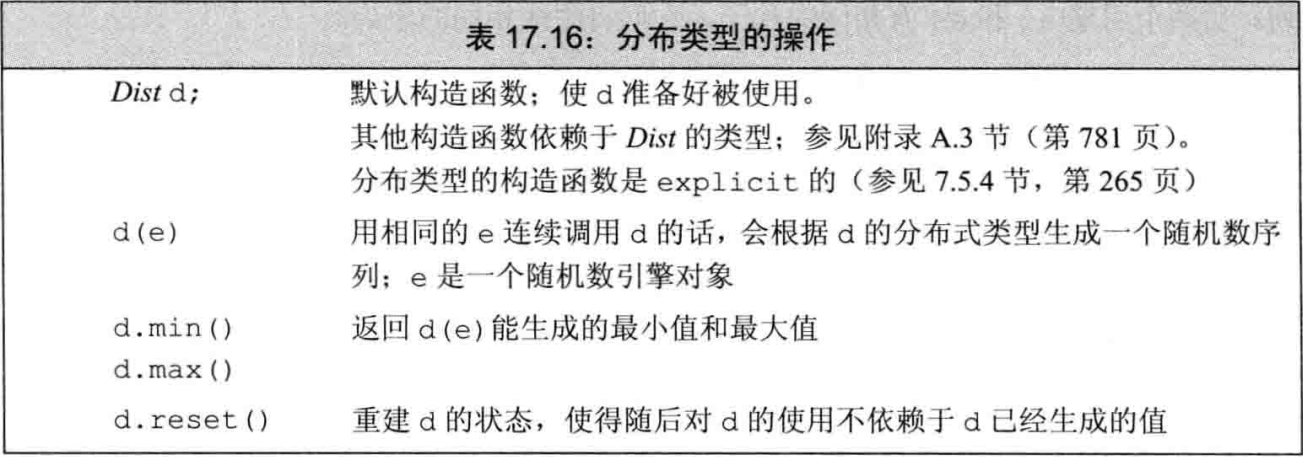 表 17.16：分布类型的操作
Dist d; 默认构造函数；使 d 准备好被使用。
其他构造函数依赖于 Dist 的类型；参见附录 A.3 节（第 781 页）。
分布类型的构造函数是 explicit 的（参见 7.5.4 节，第 265 页）
d(e) 用相同的 e 连续调用 d 的话，会根据 d 的分布式类型生成一个随机数序
列；e 是一个随机数引擎对象
d.min() 返回 d(e)能生成的最小值和最大值
d.max()
d.reset() 重建 d 的状态，使得随后对 d 的使用不依赖于 d 已经生成的值